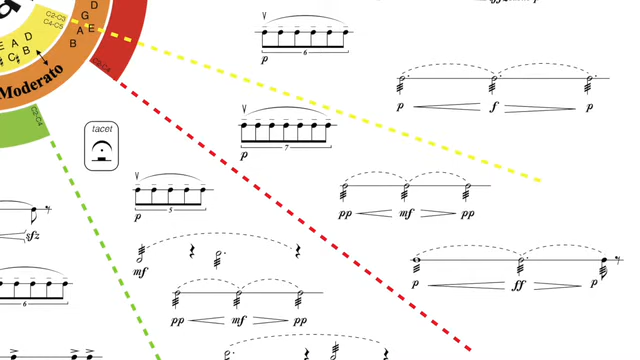 C2-C3
C4-C5
D
G
E
A
B
E A D
C B
Moderato
tacet
p
6
p
7
p
5
mf
pp mf pp
sfz
6
p f p
pp mf pp
p ff p